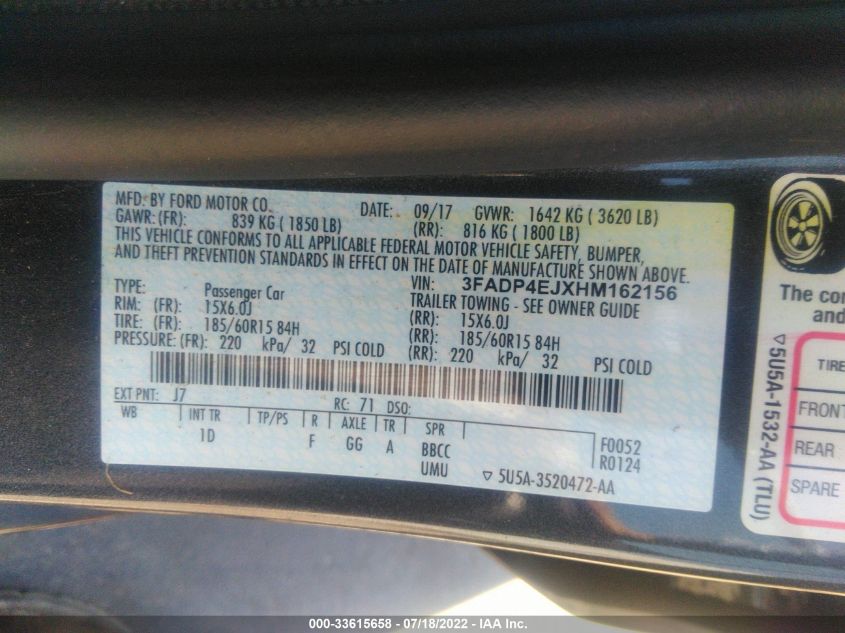 MFD. BY FORD MOTOR CO. DATE: 09/17 GVWR: 1642 KG ( 3620 LB)
GAWR: (FR): 839 KG ( 1850 LB) (RR): 816 KG ( 1800 LB)
THIS VEHICLE CONFORMS TO ALL APPLICABLE FEDERAL MOTOR VEHICLE SAFETY, BUMPER,
AND THEFT PREVENTION STANDARDS IN EFFECT ON THE DATE OF MANUFACTURE SHOWN ABOVE.
VIN: 3FADP4EJXHM162156
TYPE: Passenger Car TRAILER TOWING - SEE OWNER GUIDE
RIM: (FR): 15X6.0J (RR): 15X6.0J
TIRE: (FR): 185/60R15 84H (RR): 185/60R15 84H
PRESSURE: (FR): 220 kPa/ 32 PSI COLD (RR): 220 kPa/ 32 PSI COLD
EXT PNT: J7 RC: 71 DSO:
WB INT TR TP/PS R AXLE TR SPR
1D F GG A BBCC F0052
UMU R0124
▽ 5U5A-3520472-AA
The
and
TIRE
FRONT
REAR
SPARE
▽5U5A-1532-AA (TLU)
000-33615658 - 07/18/2022 - IAA Inc.